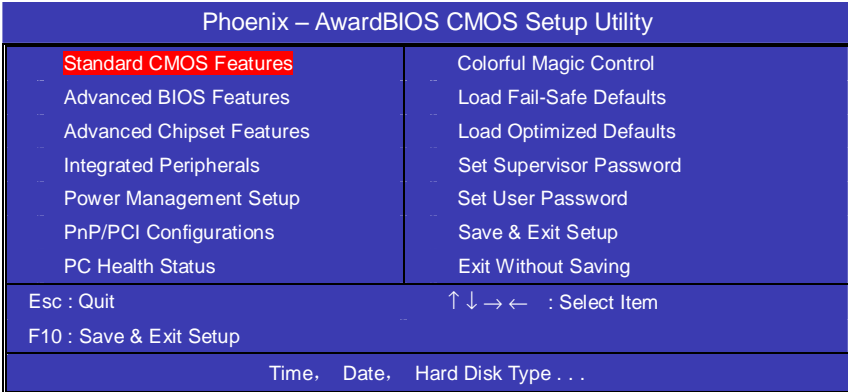 Phoenix – AwardBIOS CMOS Setup Utility
Standard CMOS Features
Advanced BIOS Features
Advanced Chipset Features
Integrated Peripherals
Power Management Setup
PnP/PCI Configurations
PC Health Status
Colorful Magic Control
Load Fail-Safe Defaults
Load Optimized Defaults
Set Supervisor Password
Set User Password
Save & Exit Setup
Exit Without Saving
Esc : Quit
↑↓→← : Select Item
F10 : Save & Exit Setup
Time， Date， Hard Disk Type . . .